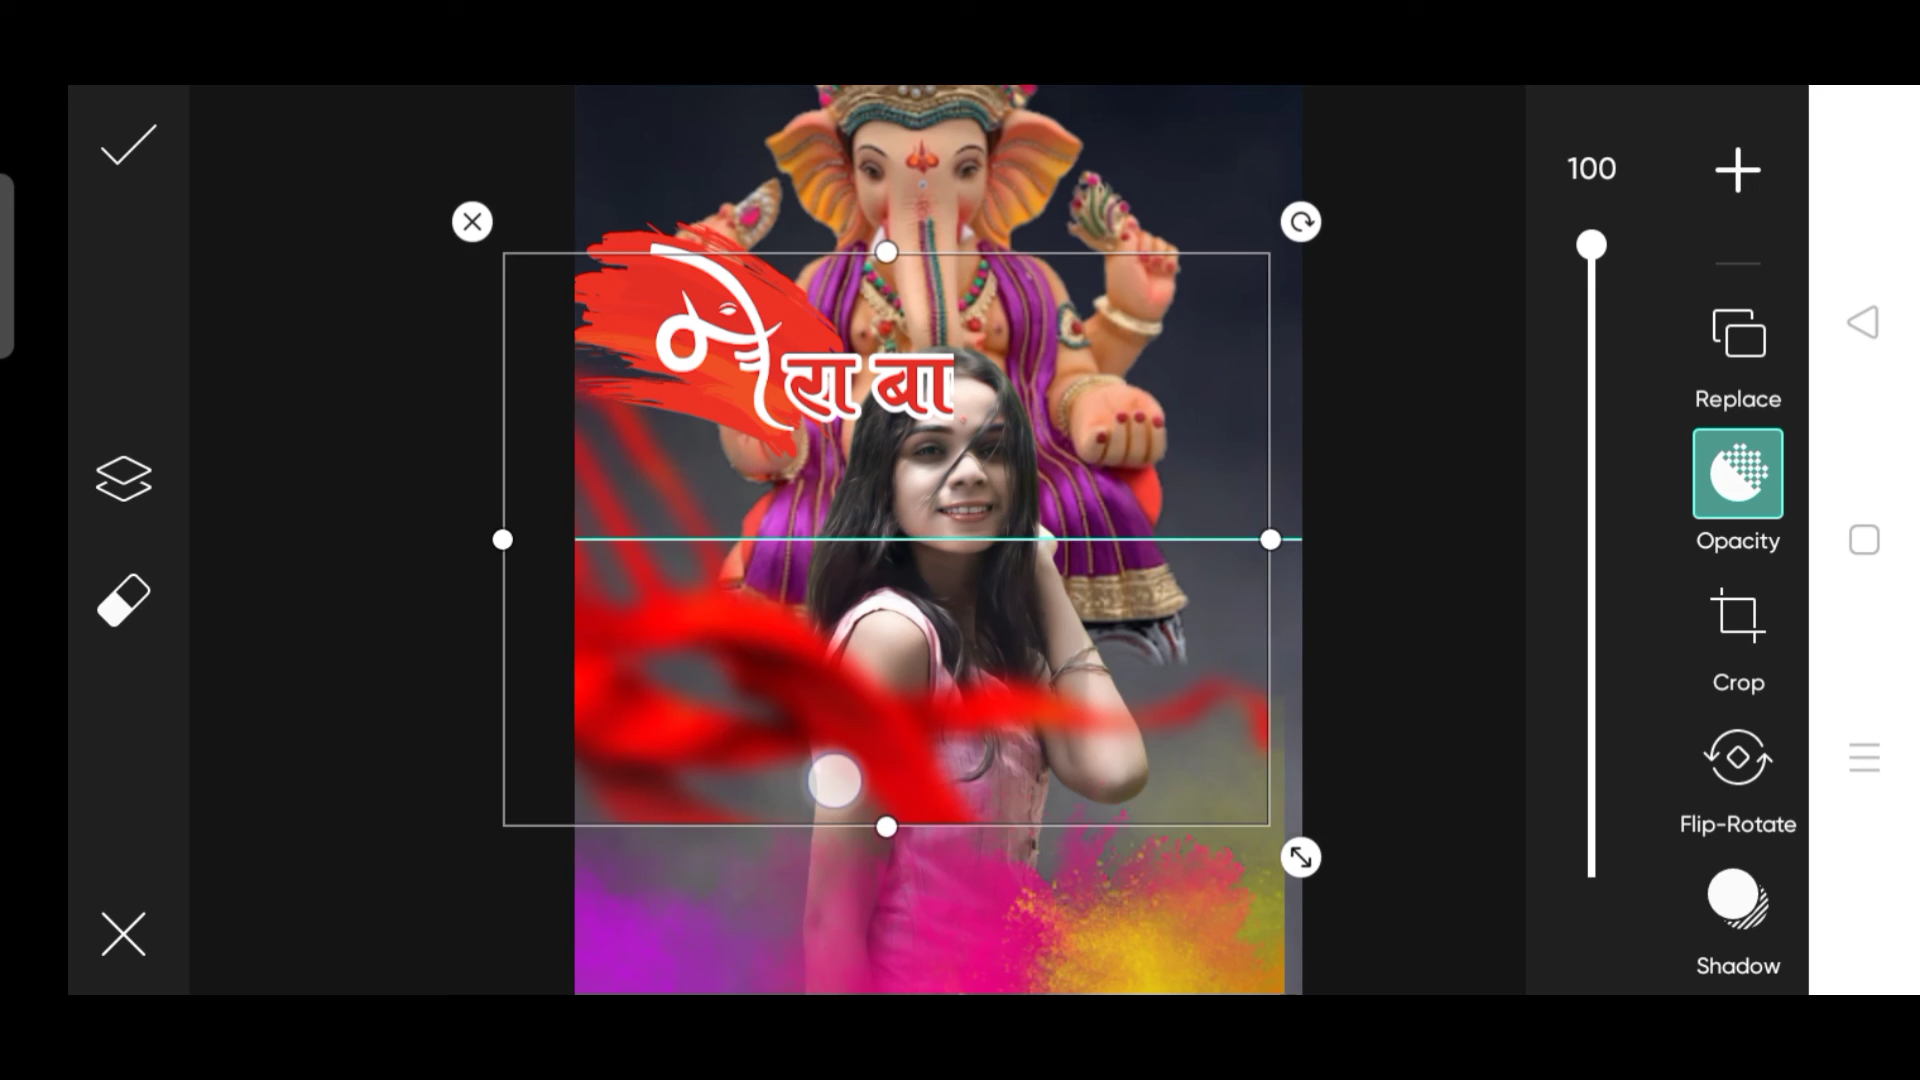 100
मेरा बा
Replace
Opacity
Crop
Flip-Rotate
Shadow